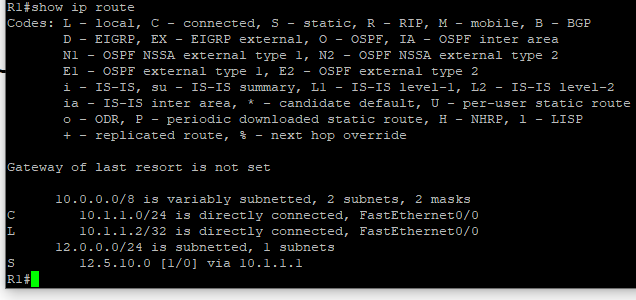 R1#show ip route
Codes: L - local, C - connected, S - static, R - RIP, M - mobile, B - BGP
D - EIGRP, EX - EIGRP external, O - OSPF, IA - OSPF inter area
N1 - OSPF NSSA external type 1, N2 - OSPF NSSA external type 2
E1 - OSPF external type 1, E2 - OSPF external type 2
i - IS-IS, su - IS-IS summary, L1 - IS-IS level-1, L2 - IS-IS level-2
ia - IS-IS inter area, * - candidate default, U - per-user static route
o - ODR, P - periodic downloaded static route, H - NHRP, l - LISP
+ - replicated route, % - next hop override
Gateway of last resort is not set
10.0.0.0/8 is variably subnetted, 2 subnets, 2 masks
C 10.1.1.0/24 is directly connected, FastEthernet0/0
L 10.1.1.2/32 is directly connected, FastEthernet0/0
12.0.0.0/24 is subnetted, 1 subnets
S 12.5.10.0 [1/0] via 10.1.1.1
R1#